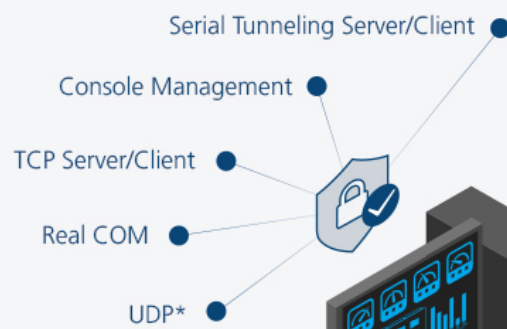 Serial Tunneling Server/Client
Console Management
TCP Server/Client
Real COM
UDP*